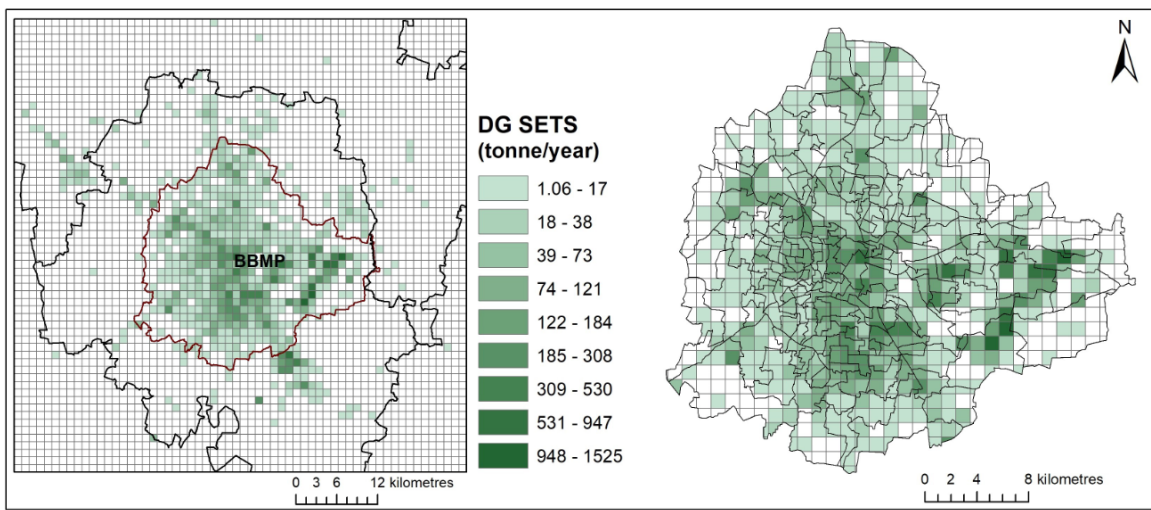 BBMP
0 3 6 12 kilometres
DG SETS
(tonne/year)
1.06 - 17
18 - 38
39 - 73
74 - 121
122 - 184
185 - 308
309 - 530
531 - 947
948 - 1525
N
0 2 4 8 kilometres